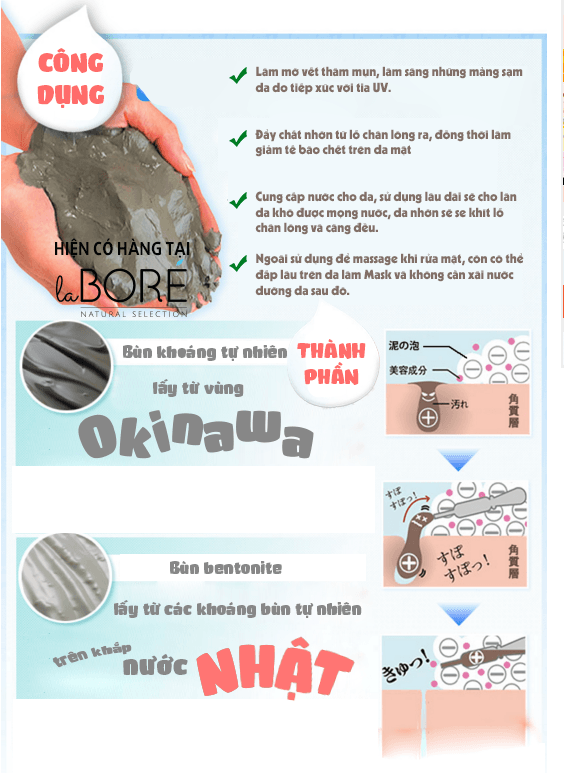 CÔNG
DỤNG
Làm mờ vết thâm mụn, làm sáng những mảng sạm
da do tiếp xúc với tia UV.
Đẩy chất nhờn từ lỗ chân lông ra, đồng thời làm
giảm tế bào chết trên da mặt
Cung cấp nước cho da, sử dụng lâu dài sẽ cho làn
da khô được mọng nước, da nhờn sẽ se khít lỗ
chân lông và căng đều.
Ngoài sử dụng để massage khi rửa mặt, còn có thể
đắp lâu trên da làm Mask và không cần xài nước
dưỡng da sau đó.
HIỆN CÓ HÀNG TẠI
laBORE
NATURAL SELECTION
Bùn khoáng tự nhiên
lấy từ vùng
Okinawa
THÀNH
PHẦN
泥の泡
美容成分
汚れ
角質層
すぽ
すぽっ！
すぽ
すぽっ！
角質層
Bùn bentonite
lấy từ các khoáng bùn tự nhiên
trên khắp
nước NHẬT
きゅっ！